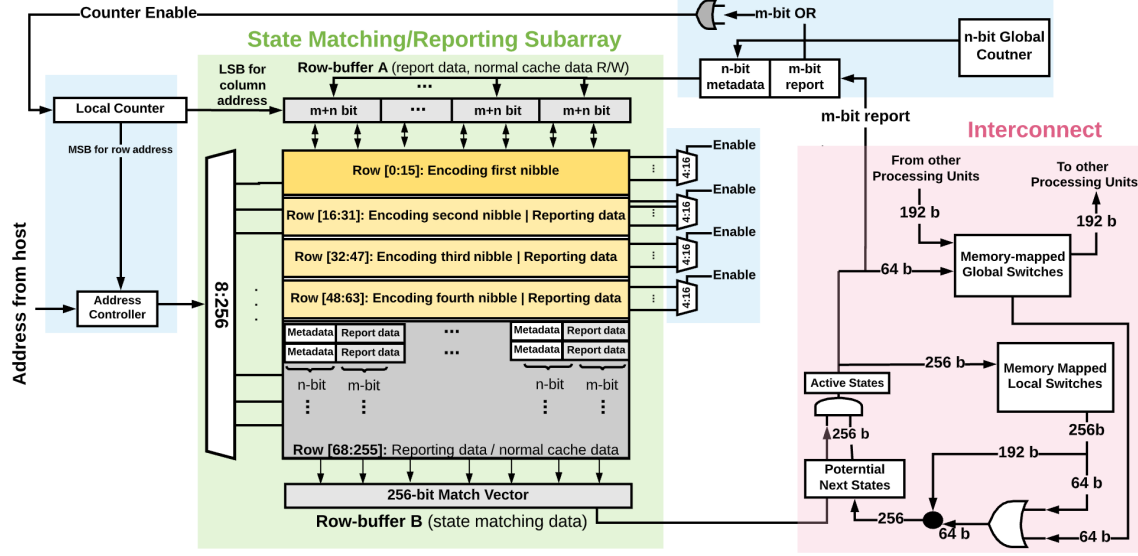 Counter Enable
m-bit OR
n-bit Global
Coutner
State Matching/Reporting Subarray
LSB for
column
address
Row-buffer A (report data, normal cache data R/W)
...
n-bit
metadata
m-bit
report
Local Counter
m+n bit
...
m+n bit
m+n bit
m-bit report
MSB for row address
Interconnect
Row [0:15]: Encoding first nibble
4:16
Enable
Row [16:31]: Encoding second nibble | Reporting data
4:16
Enable
Row [32:47]: Encoding third nibble | Reporting data
4:16
Enable
Row [48:63]: Encoding fourth nibble | Reporting data
4:16
Enable
From other
Processing Units
To other
Processing Units
192 b
192 b
Memory-mapped
Global Switches
64 b
Address from host
Address
Controller
8:256
Metadata
Report data
...
Metadata
Report data
Metadata
Report data
...
Metadata
Report data
n-bit
m-bit
n-bit
m-bit
Row [68:255]: Reporting data / normal cache data
256-bit Match Vector
Row-buffer B (state matching data)
256 b
Memory Mapped
Local Switches
Active States
256 b
256b
192 b
Potential
Next States
64 b
256
64 b
64 b